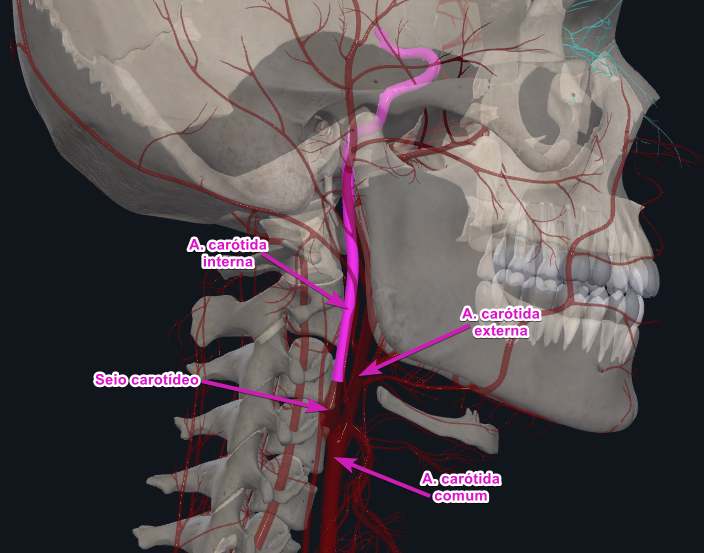 A. carótida
interna
A. carótida
externa
Seio carotídeo
A. carótida
comum